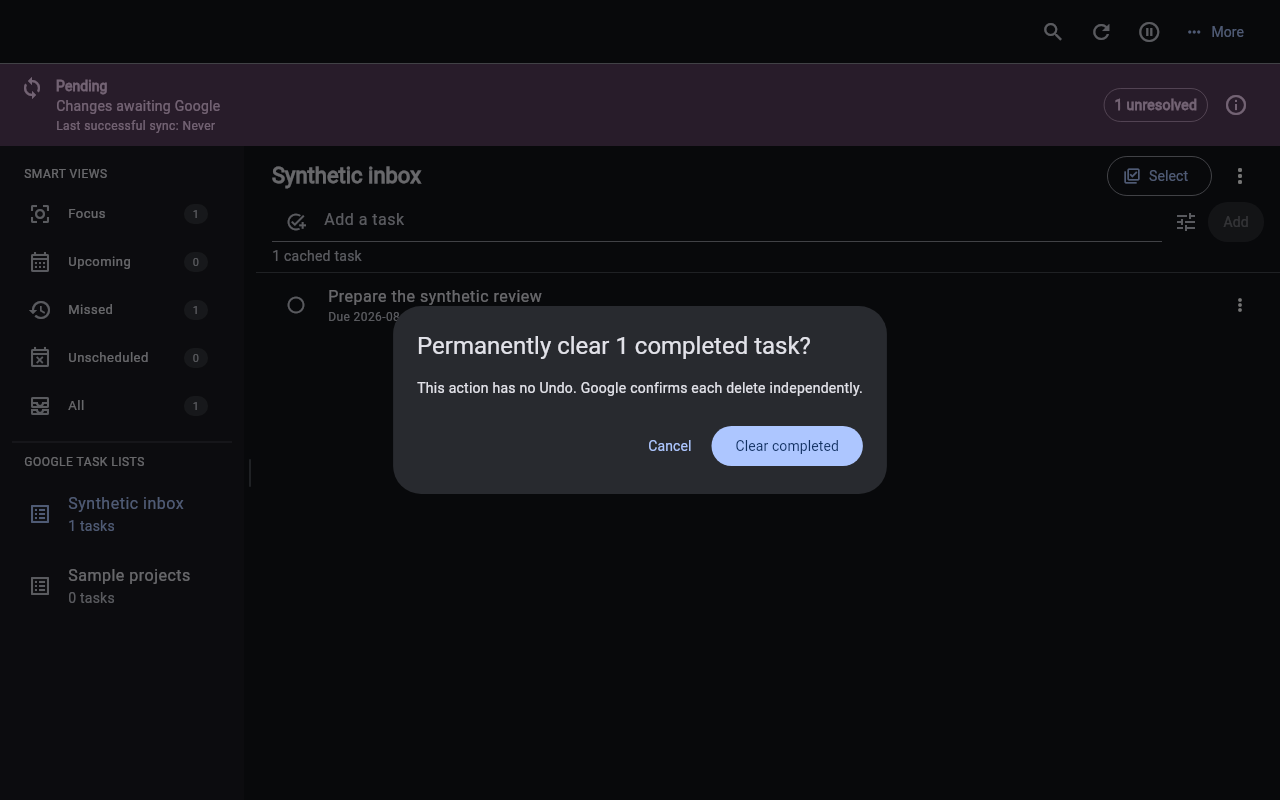 More
Pending
Changes awaiting Google
Last successful sync: Never
1 unresolved
SMART VIEWS
Focus 1
Upcoming 0
Missed 1
Unscheduled 0
All 1
GOOGLE TASK LISTS
Synthetic inbox
1 tasks
Sample projects
0 tasks
Synthetic inbox
Select
Add a task
Add
1 cached task
Prepare the synthetic review
Due 2026-08
Permanently clear 1 completed task?
This action has no Undo. Google confirms each delete independently.
Cancel
Clear completed